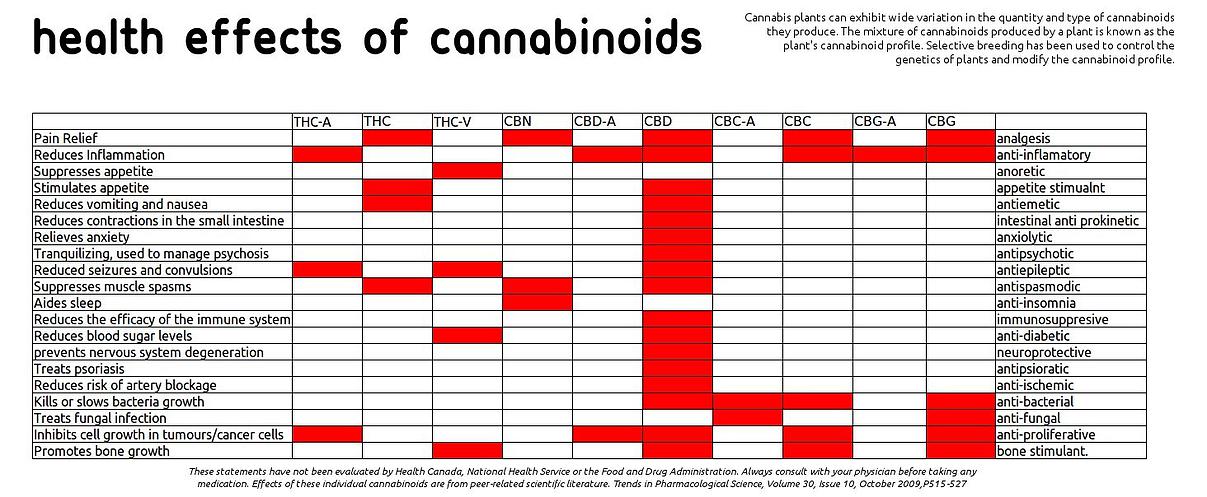 health effects of cannabinoids
Cannabis plants can exhibit wide variation in the quantity and type of cannabinoids
they produce. The mixture of cannabinoids produced by a plant is known as the
plant's cannabinoid profile. Selective breeding has been used to control the
genetics of plants and modify the cannabinoid profile.
THC-A THC THC-V CBN CBD-A CBD CBC-A CBC CBG-A CBG
Pain Relief analgesis
Reduces Inflammation anti-inflamatory
Suppresses appetite anoretic
Stimulates appetite appetite stimualnt
Reduces vomiting and nausea antiemetic
Reduces contractions in the small intestine intestinal anti prokinetic
Relieves anxiety anxiolytic
Tranquilizing, used to manage psychosis antipsychotic
Reduced seizures and convulsions antiepileptic
Suppresses muscle spasms antispasmodic
Aides sleep anti-insomnia
Reduces the efficacy of the immune system immunosuppresive
Reduces blood sugar levels anti-diabetic
prevents nervous system degeneration neuroprotective
Treats psoriasis antipsioratic
Reduces risk of artery blockage anti-ischemic
Kills or slows bacteria growth anti-bacterial
Treats fungal infection anti-fungal
Inhibits cell growth in tumours/cancer cells anti-proliferative
Promotes bone growth bone stimulant.
These statements have not been evaluated by Health Canada, National Health Service or the Food and Drug Administration. Always consult with your physician before taking any
medication. Effects of these individual cannabinoids are from peer-related scientific literature. Trends in Pharmacological Science, Volume 30, Issue 10, October 2009,P515-527